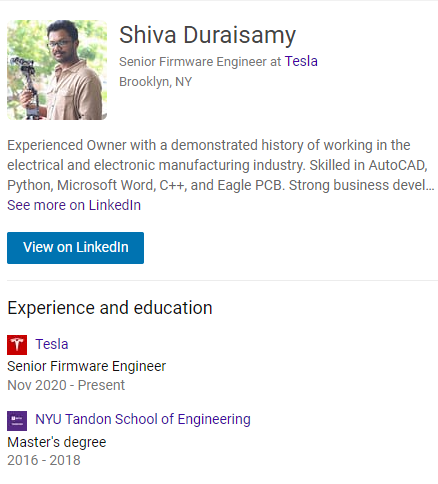 Shiva Duraisamy
Senior Firmware Engineer at Tesla
Brooklyn, NY
Experienced Owner with a demonstrated history of working in the
electrical and electronic manufacturing industry. Skilled in AutoCAD,
Python, Microsoft Word, C++, and Eagle PCB. Strong business devel...
See more on LinkedIn
View on LinkedIn
Experience and education
Tesla
Senior Firmware Engineer
Nov 2020 - Present
NYU Tandon School of Engineering
Master's degree
2016 - 2018